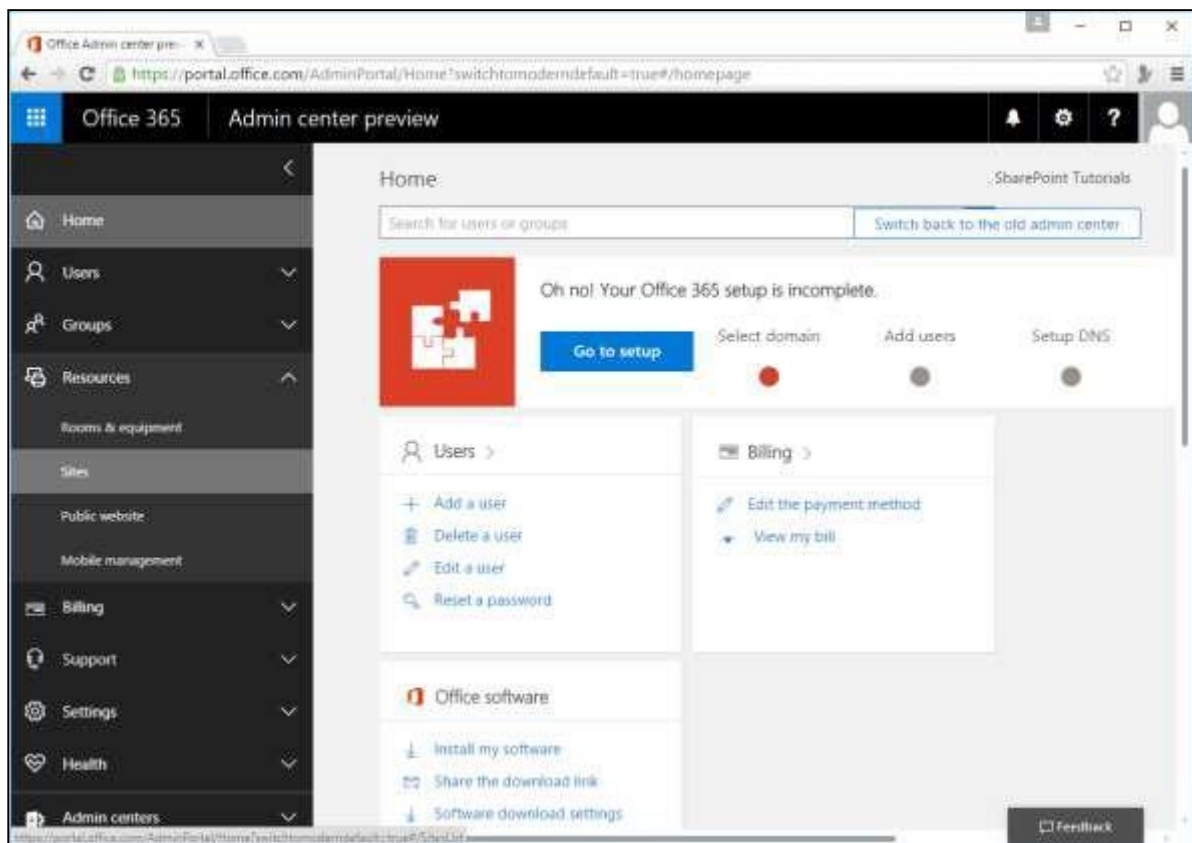 Office Admin center pre
https://portal.office.com/AdminPortal/Home?switchtomoderndefault=true#/homepage
Office 365
Admin center preview
?
Home
SharePoint Tutorials
Search for users or groups
Switch back to the old admin center
Home
Users
Groups
Resources
Rooms & equipment
Sites
Public website
Mobile management
Billing
Support
Settings
Health
Admin centers
Oh no! Your Office 365 setup is incomplete.
Go to setup
Select domain
Add users
Setup DNS
Users >
Add a user
Delete a user
Edit a user
Reset a password
Billing >
Edit the payment method
View my bill
Office software
Install my software
Share the download link
Software download settings
Feedback